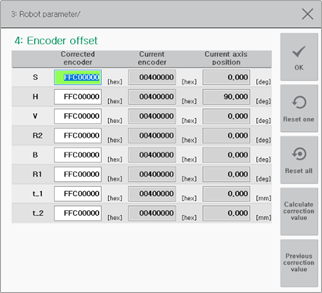 3: Robot parameter/
4: Encoder offset
Corrected encoder Current encoder Current axis position
S FFC00000 [hex] 00400000 [hex] 0,000 [deg]
H FFC00000 [hex] 00400000 [hex] 90,000 [deg]
V FFC00000 [hex] 00400000 [hex] 0,000 [deg]
R2 FFC00000 [hex] 00400000 [hex] 0,000 [deg]
B FFC00000 [hex] 00400000 [hex] 0,000 [deg]
R1 FFC00000 [hex] 00400000 [hex] 0,000 [deg]
t_1 FFC00000 [hex] 00400000 [hex] 0,000 [mm]
t_2 FFC00000 [hex] 00400000 [hex] 0,000 [mm]
OK
Reset one
Reset all
Calculate
correction
value
Previous
correction
value